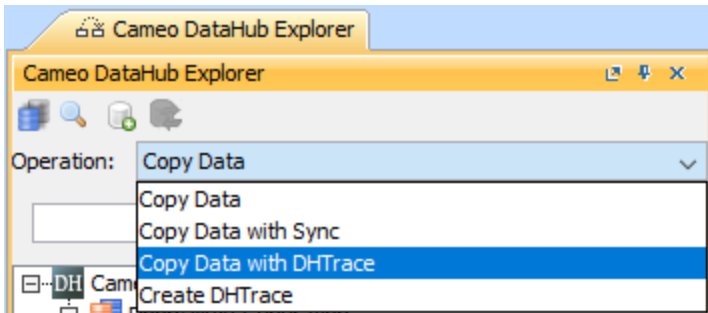 Cameo DataHub Explorer
Cameo DataHub Explorer
Operation: Copy Data
Copy Data
Copy Data with Sync
Copy Data with DHTrace
DH
Create DHTrace